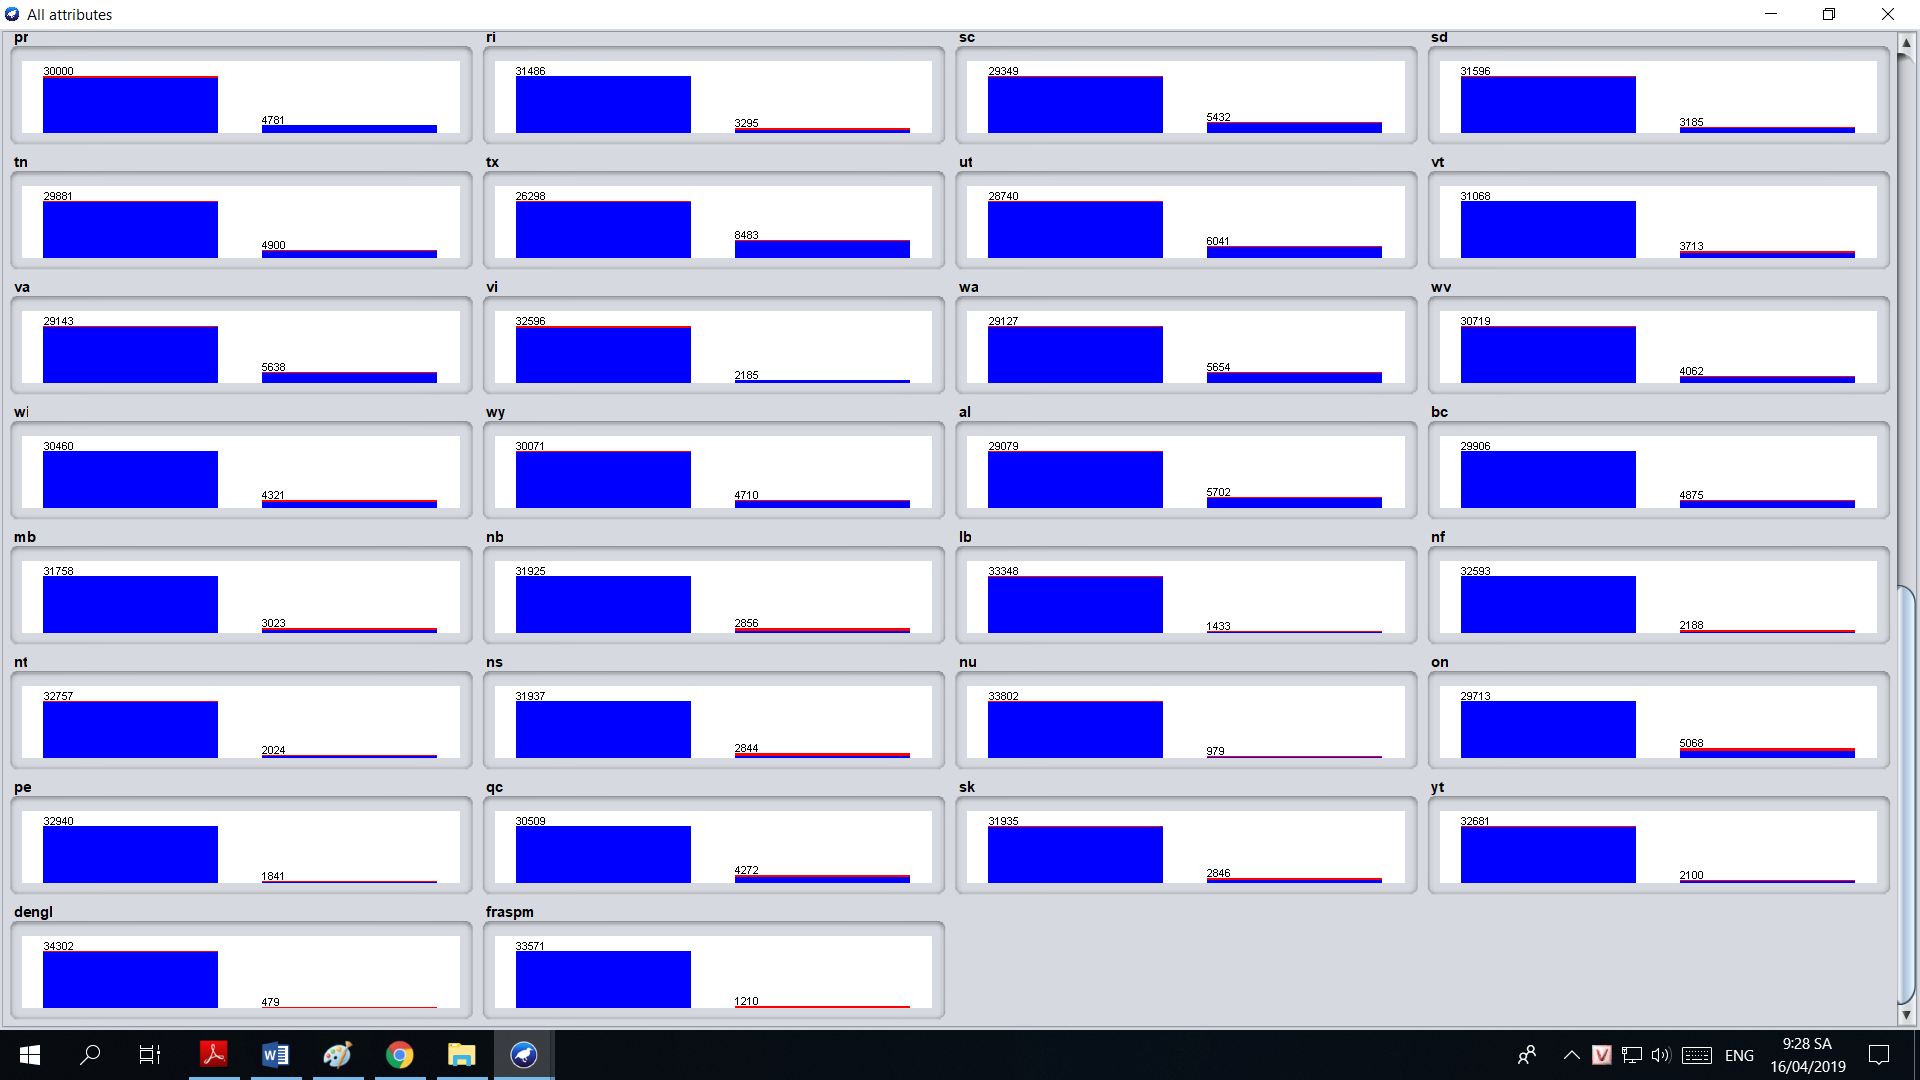 All attributes
pr ri sc sd
30000 4781 31486 3295 29349 5432 31596 3185
tn tx ut vt
29881 4900 26298 8483 28740 6041 31068 3713
va vi wa wv
29143 5638 32596 2185 29127 5654 30719 4062
wi wy al bc
30460 4321 30071 4710 29079 5702 29906 4875
mb nb lb nf
31758 3023 31925 2856 33348 1433 32593 2188
nt ns nu on
32757 2024 31937 2844 33802 979 29713 5068
pe qc sk yt
32940 1841 30509 4272 31935 2846 32681 2100
dengl fraspm
34302 479 33571 1210
ENG
9:28 SA
16/04/2019